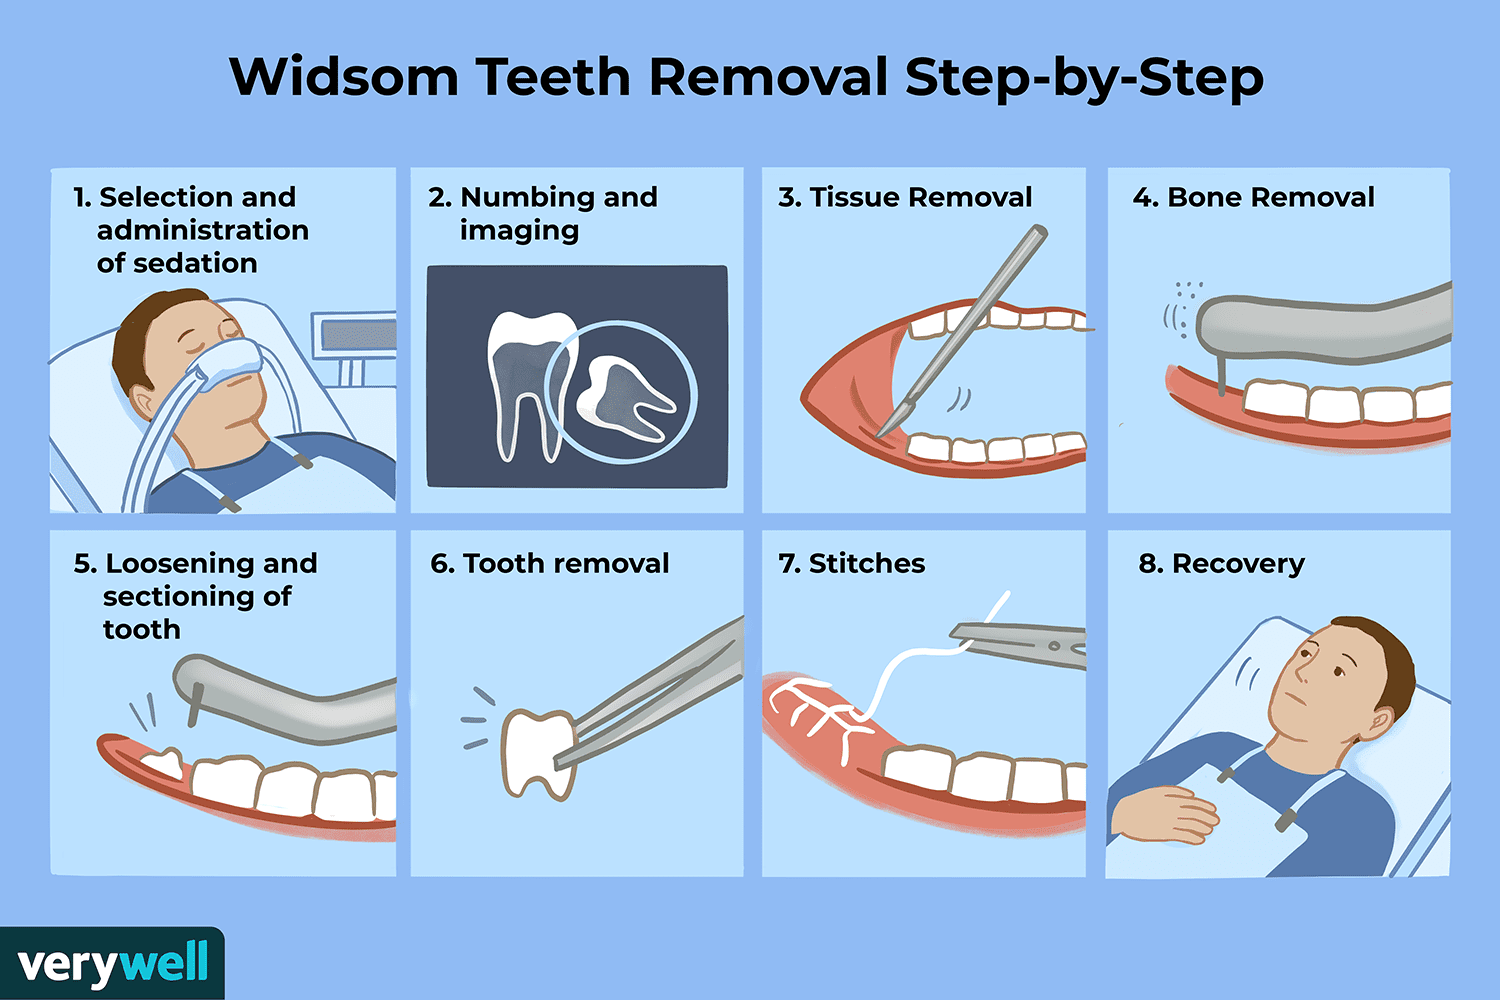 Widsom Teeth Removal Step-by-Step
1. Selection and
administration
of sedation
2. Numbing and
imaging
3. Tissue Removal
4. Bone Removal
5. Loosening and
sectioning of
tooth
6. Tooth removal
7. Stitches
8. Recovery
verywell